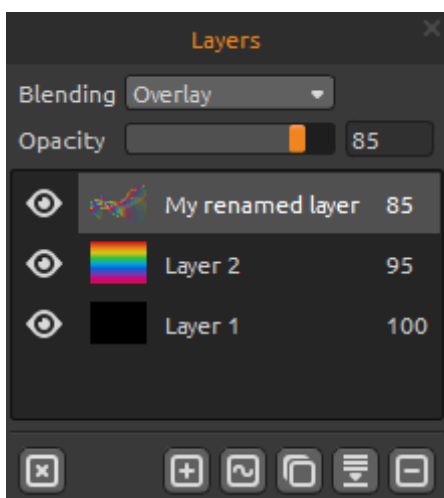 Layers
Blending Overlay
Opacity 85
My renamed layer 85
Layer 2 95
Layer 1 100